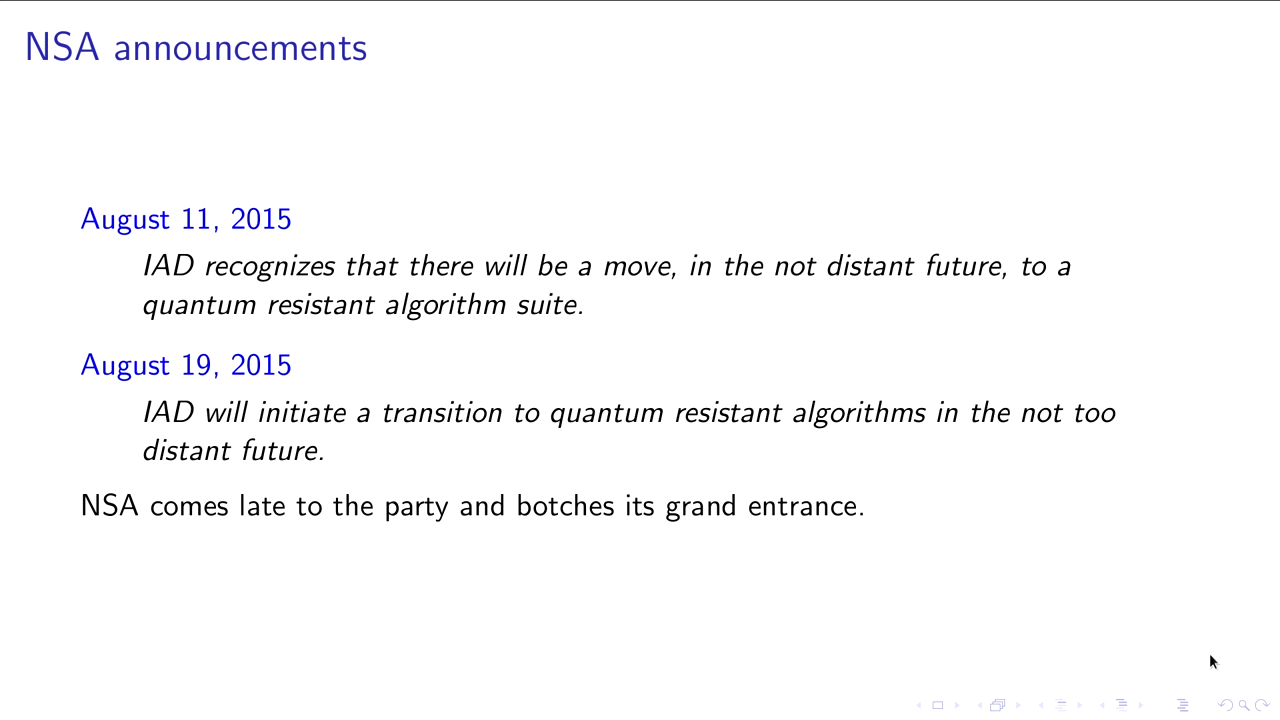 NSA announcements
August 11, 2015
IAD recognizes that there will be a move, in the not distant future, to a
quantum resistant algorithm suite.
August 19, 2015
IAD will initiate a transition to quantum resistant algorithms in the not too
distant future.
NSA comes late to the party and botches its grand entrance.